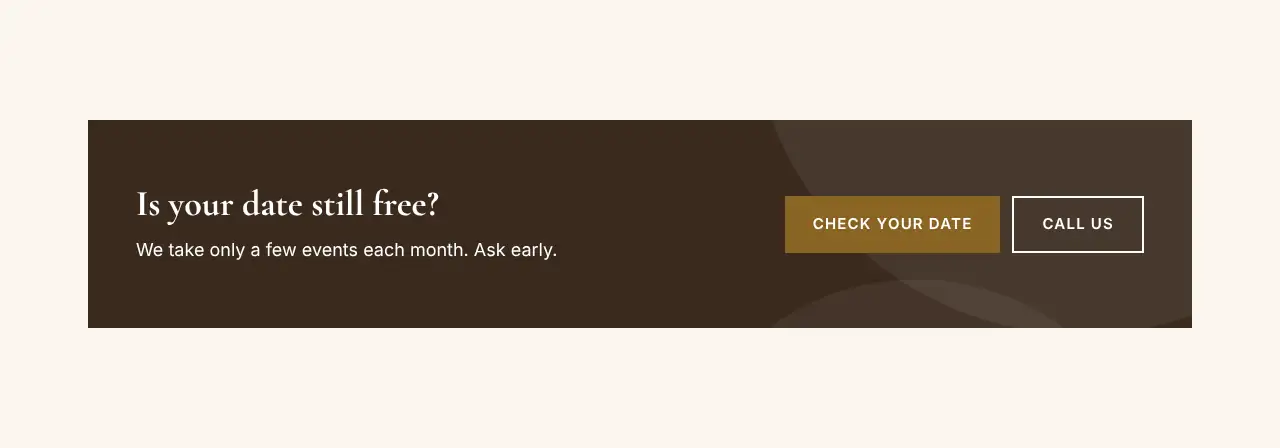 Is your date still free?
We take only a few events each month. Ask early.
CHECK YOUR DATE
CALL US